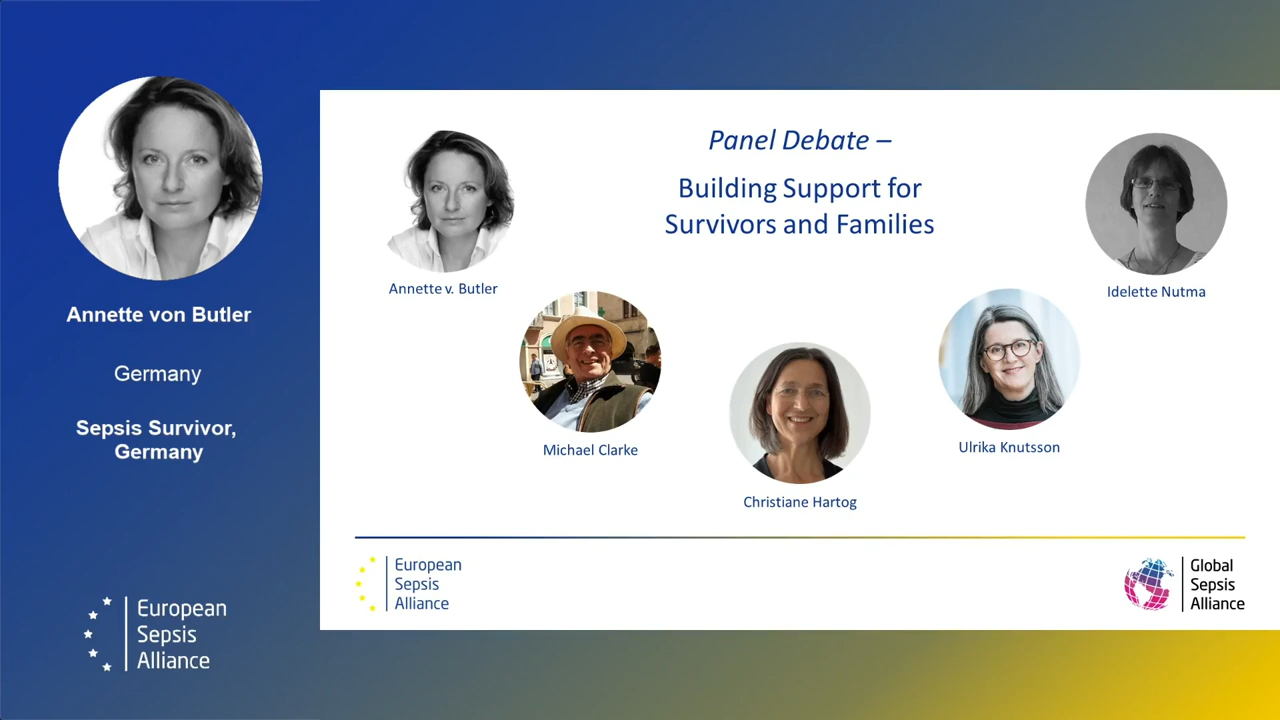 Annette von Butler
Germany
Sepsis Survivor,
Germany
European
Sepsis
Alliance
Panel Debate –
Building Support for
Survivors and Families
Annette v. Butler
Michael Clarke
Christiane Hartog
Ulrika Knutsson
Idelette Nutma
European
Sepsis
Alliance
Global
Sepsis
Alliance